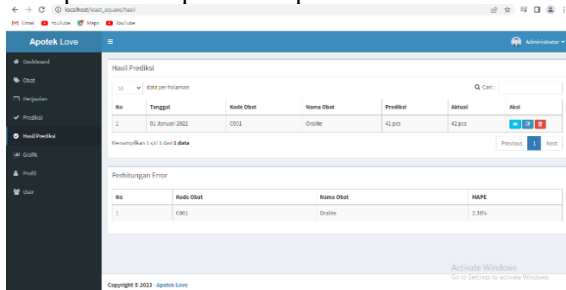 localhost/least_square/hasil
Gmail YouTube Maps YouTube
Apotek Love
Administrator
Dashboard
Obat
Penjualan
Prediksi
Hasil Prediksi
Grafik
Profil
User
Hasil Prediksi
10 data per halaman
Cari :
No Tanggal Kode Obat Nama Obat Prediksi Aktual Aksi
1 01 Januari 2022 C001 Oralite 41 pcs 42 pcs
Menampilkan 1 s/d 1 dari 1 data
Previous 1 Next
Perhitungan Error
No Kode Obat Nama Obat MAPE
1 C001 Oralite 2.38%
Activate Windows
Go to Settings to activate Windows.
Copyright © 2023 - Apotek Love